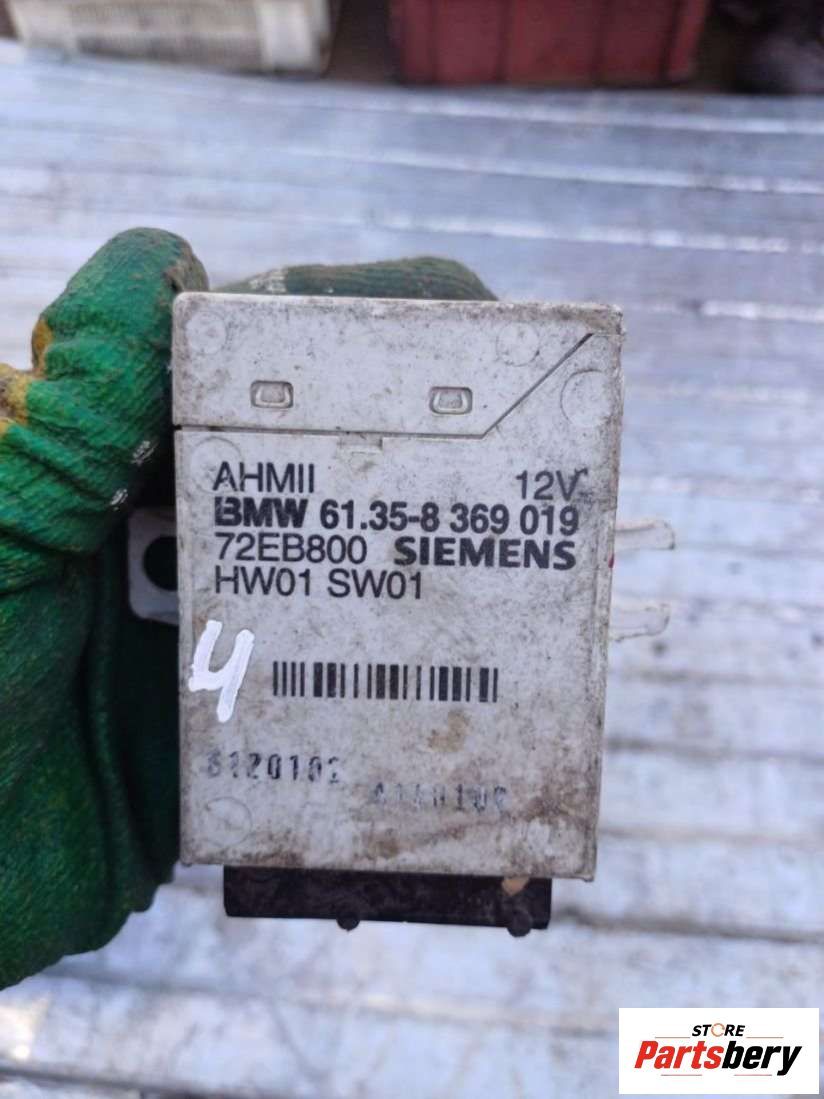 AHMII 12V
BMW 61.35-8 369 019
72EB800 SIEMENS
HW01 SW01
4
STORE
Partsbery